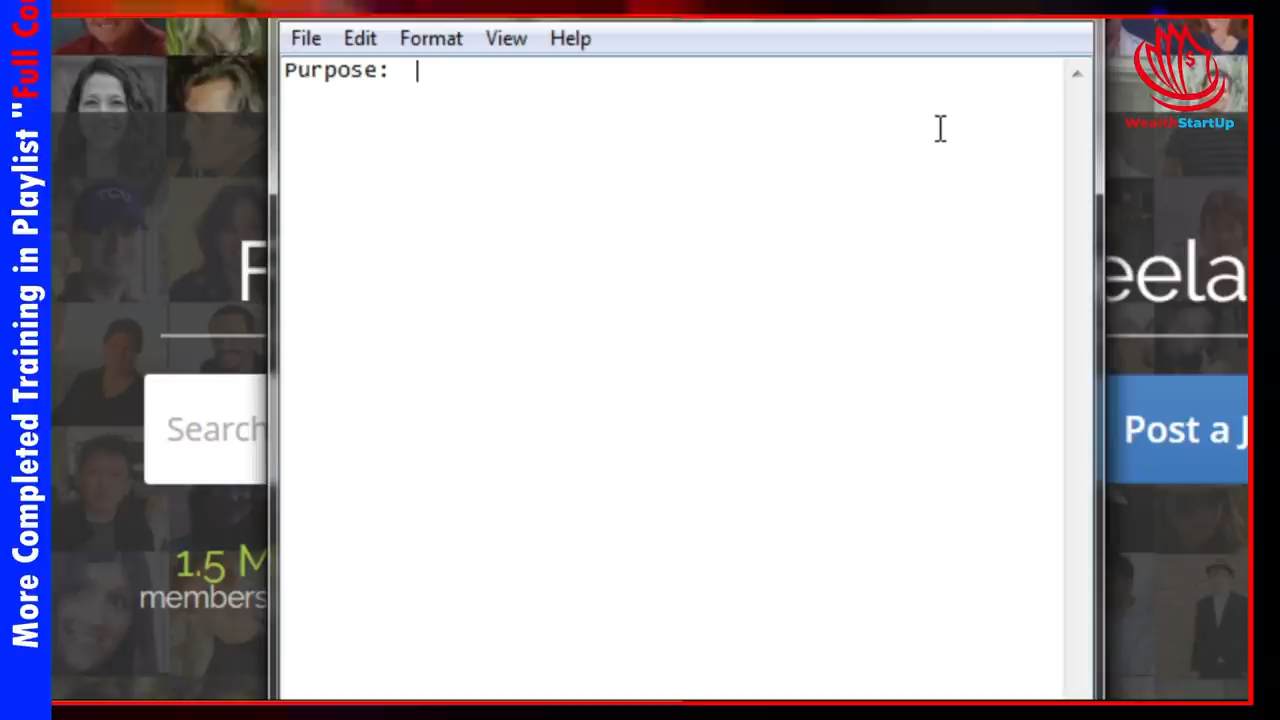 More Completed Training in Playlist "Full Cou
File Edit Format View Help
Purpose:
WealthStartUp
F
eela
Search
Post a J
1.5 M
members